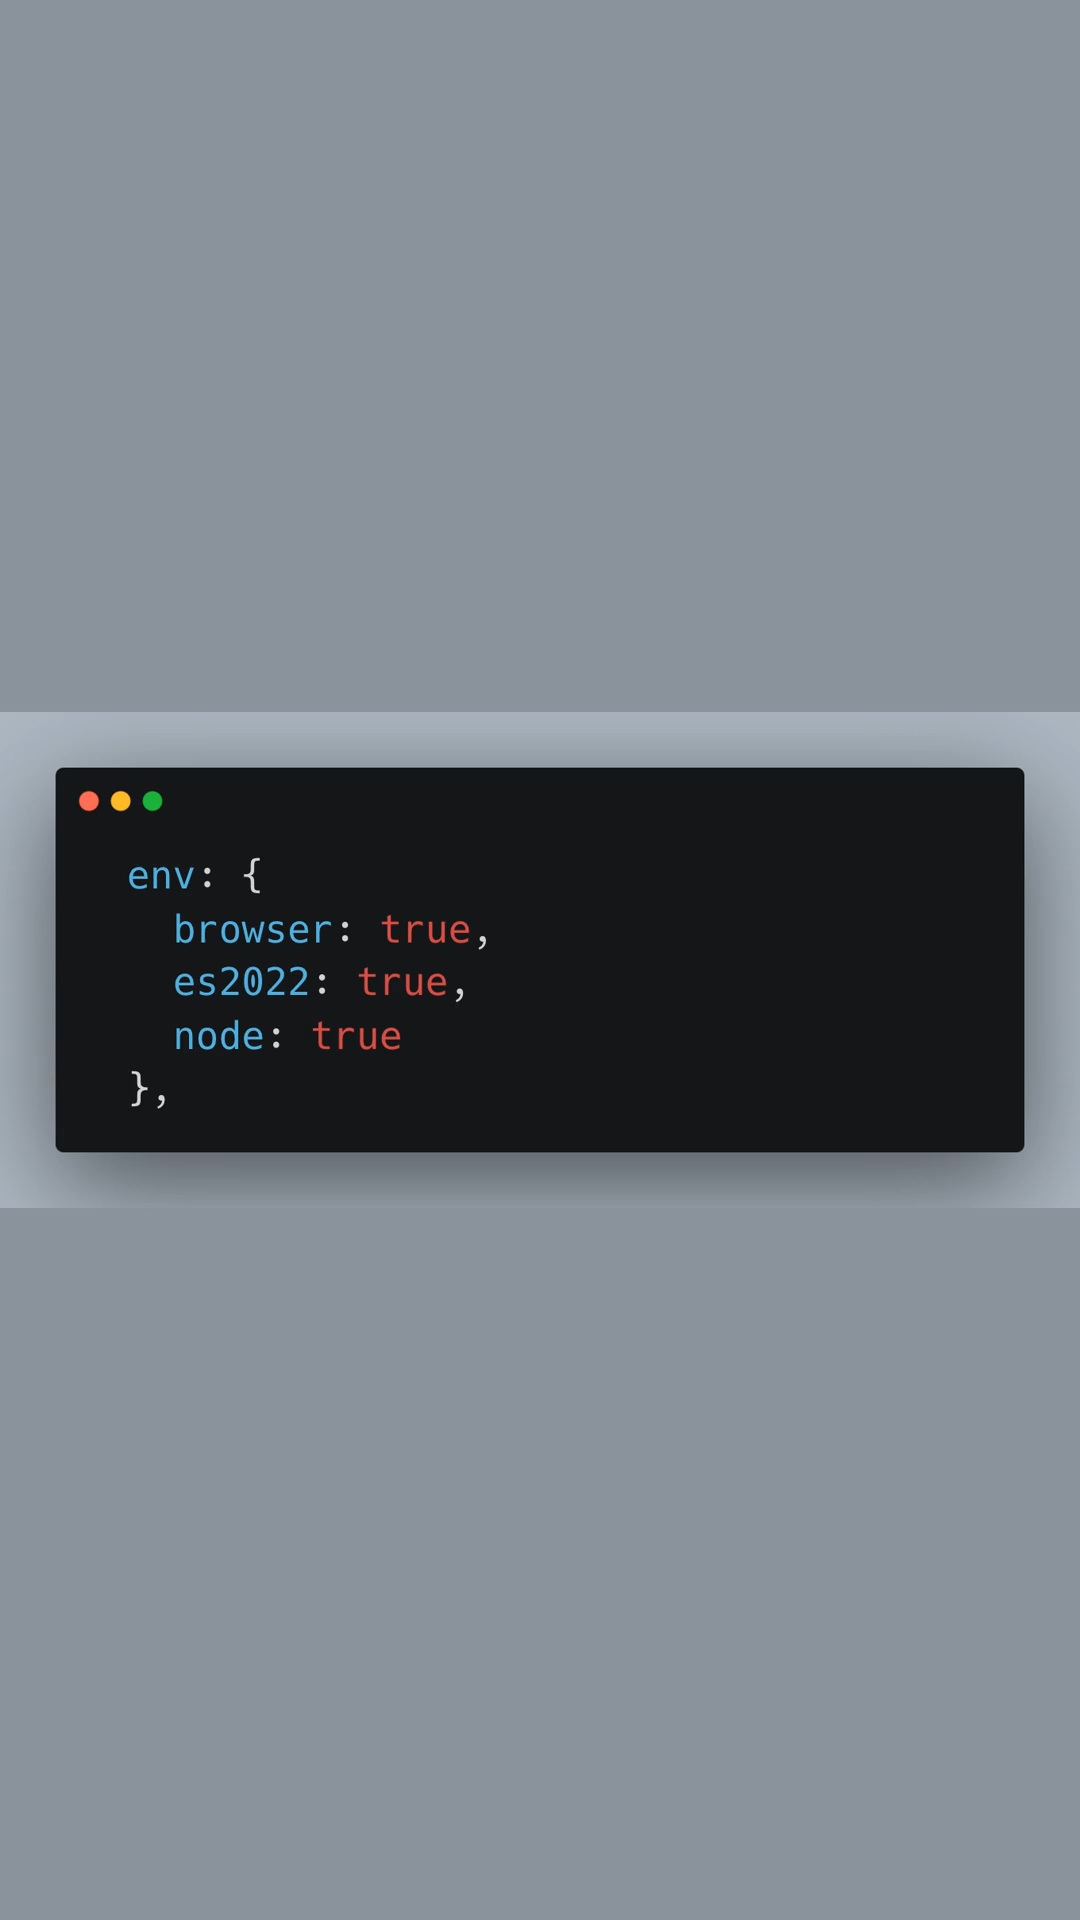 env: {
  browser: true,
  es2022: true,
  node: true
},